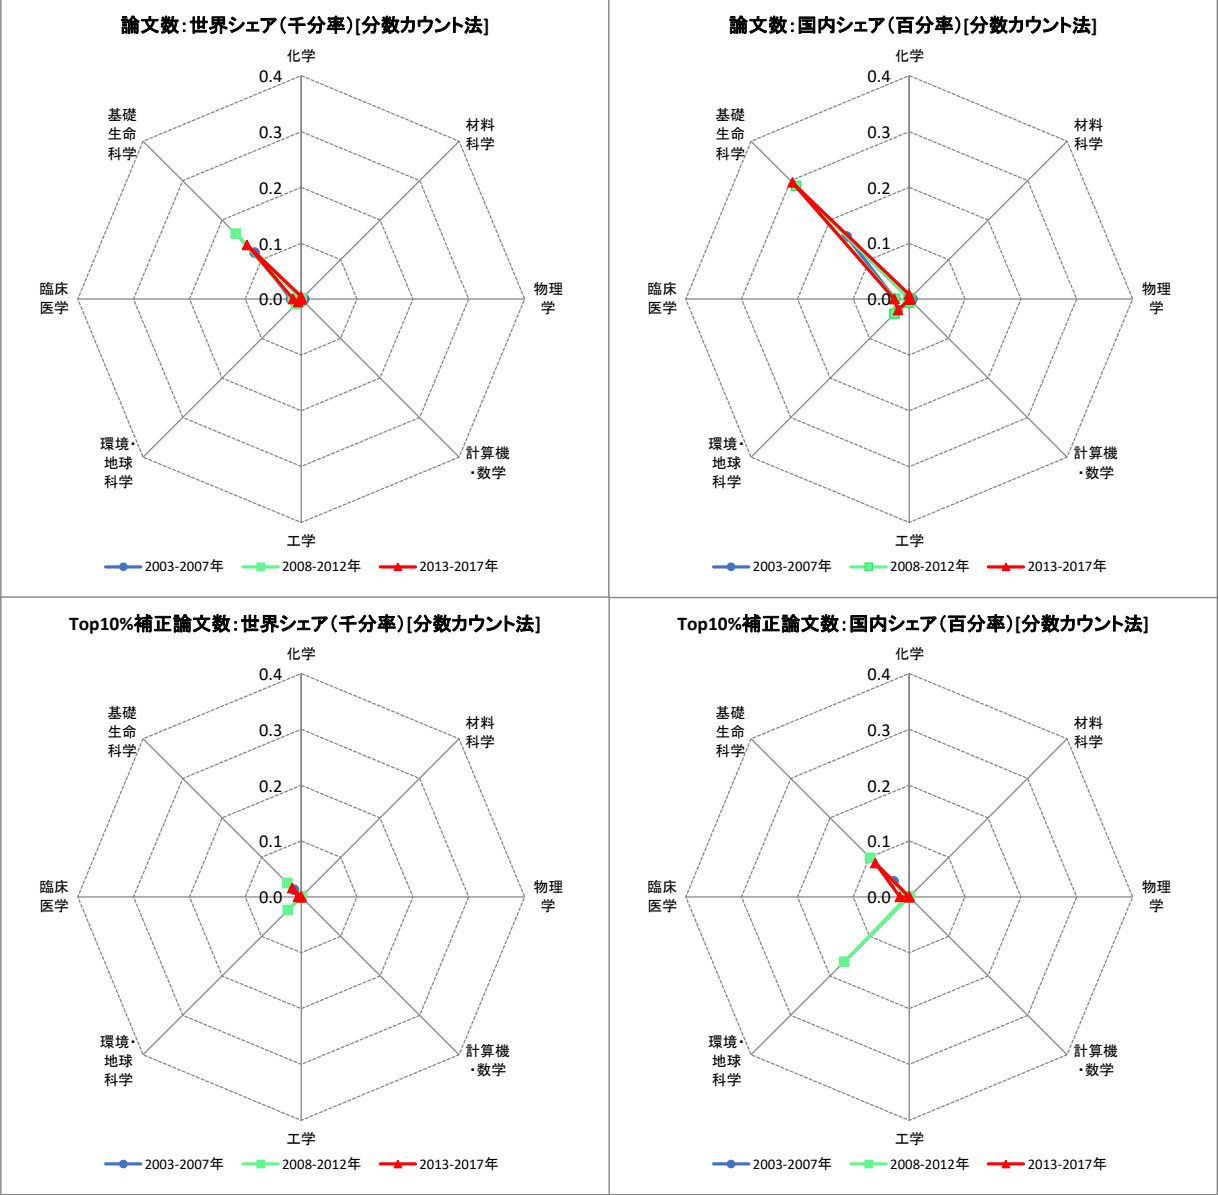 論文数：世界シェア（千分率）[分数カウント法]
化学
0.4
0.3
0.2
0.1
0.0
材料
科学
物理
学
計算機
・数学
工学
環境・
地球
科学
臨床
医学
基礎
生命
科学
2003-2007年 2008-2012年 2013-2017年
論文数：国内シェア（百分率）[分数カウント法]
化学
0.4
0.3
0.2
0.1
0.0
材料
科学
物理
学
計算機
・数学
工学
環境・
地球
科学
臨床
医学
基礎
生命
科学
2003-2007年 2008-2012年 2013-2017年
Top10%補正論文数：世界シェア（千分率）[分数カウント法]
化学
0.4
0.3
0.2
0.1
0.0
材料
科学
物理
学
計算機
・数学
工学
環境・
地球
科学
臨床
医学
基礎
生命
科学
2003-2007年 2008-2012年 2013-2017年
Top10%補正論文数：国内シェア（百分率）[分数カウント法]
化学
0.4
0.3
0.2
0.1
0.0
材料
科学
物理
学
計算機
・数学
工学
環境・
地球
科学
臨床
医学
基礎
生命
科学
2003-2007年 2008-2012年 2013-2017年